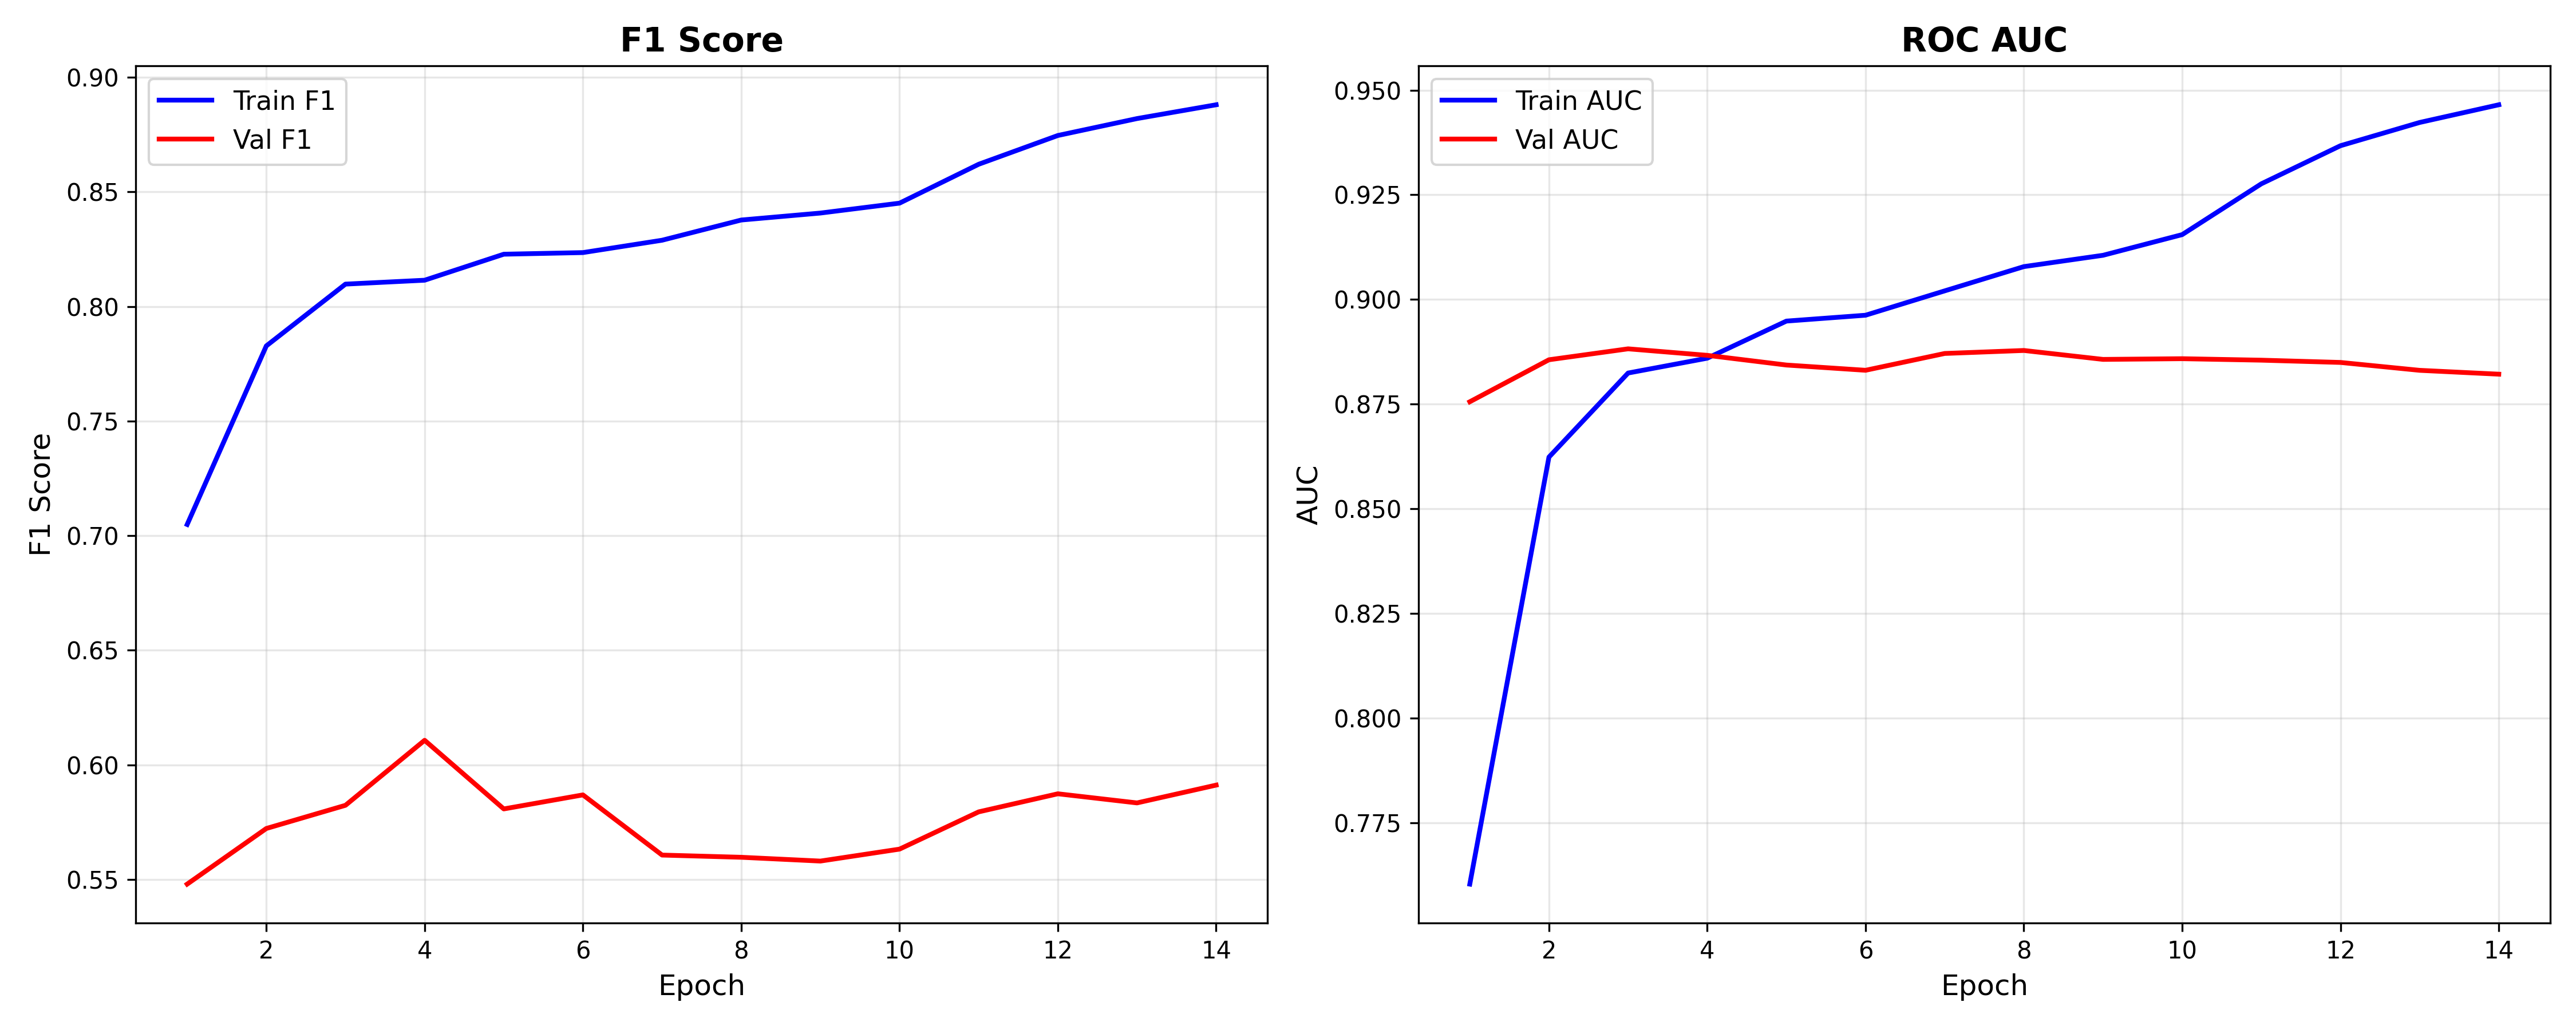 F1 Score
Train F1
Val F1
0.90
0.85
0.80
0.75
0.70
0.65
0.60
0.55
F1 Score
2 4 6 8 10 12 14
Epoch
ROC AUC
Train AUC
Val AUC
0.950
0.925
0.900
0.875
0.850
0.825
0.800
0.775
AUC
2 4 6 8 10 12 14
Epoch